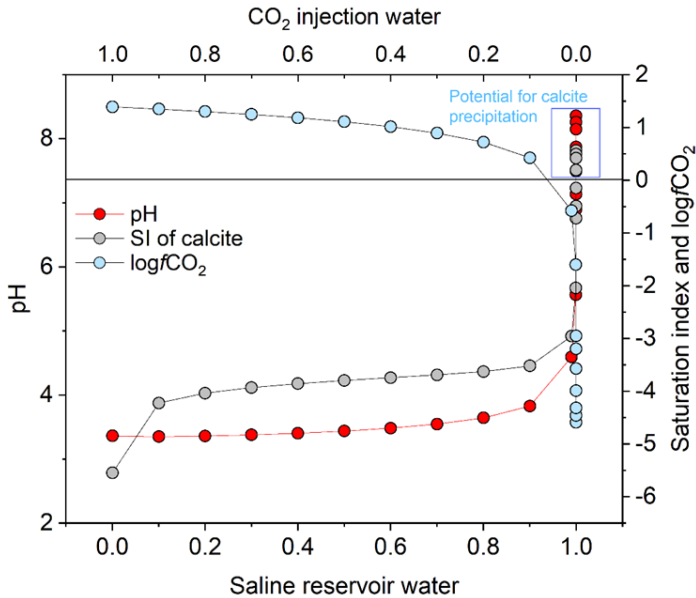 CO2 injection water
1.0 0.8 0.6 0.4 0.2 0.0
Potential for calcite
precipitation
pH
SI of calcite
logfCO2
pH
8
6
4
2
2
1
0
-1
-2
-3
-4
-5
-6
Saturation index and logfCO2
0.0 0.2 0.4 0.6 0.8 1.0
Saline reservoir water